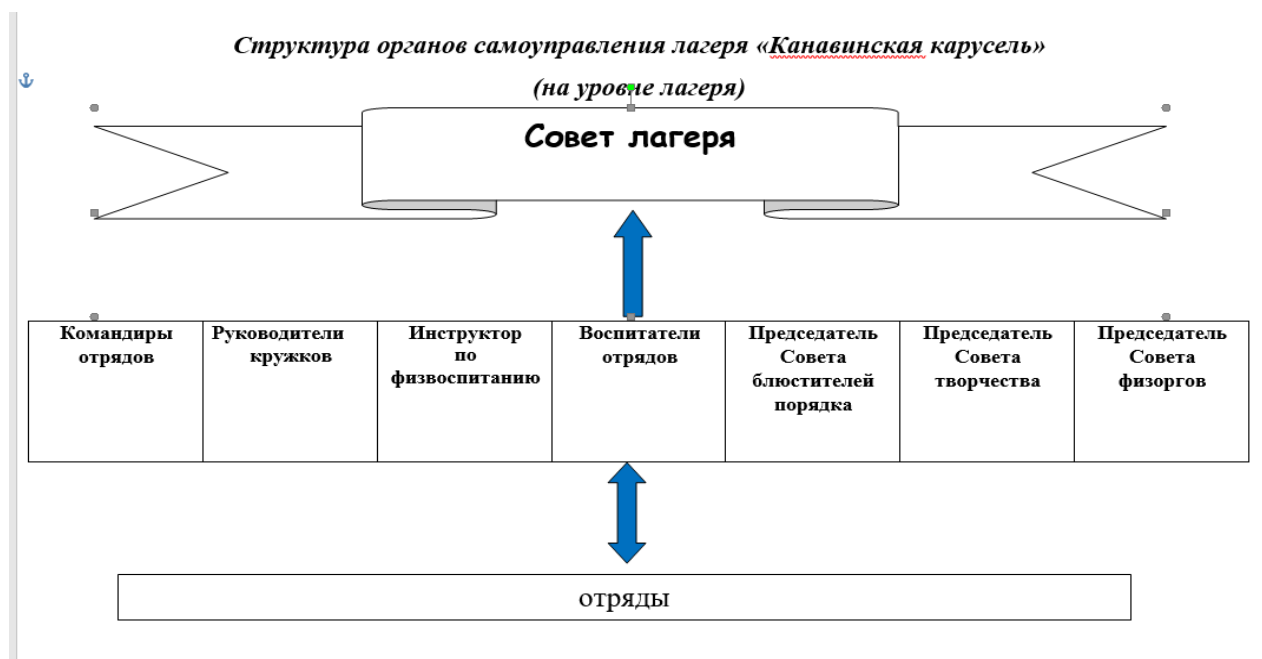 Структура органов самоуправления лагеря «Канавинская карусель»
(на уровне лагеря)
Совет лагеря
Командиры
отрядов
Руководители
кружков
Инструктор
по
физвоспитанию
Воспитатели
отрядов
Председатель
Совета
блюстителей
порядка
Председатель
Совета
творчества
Председатель
Совета
физоргов
отряды